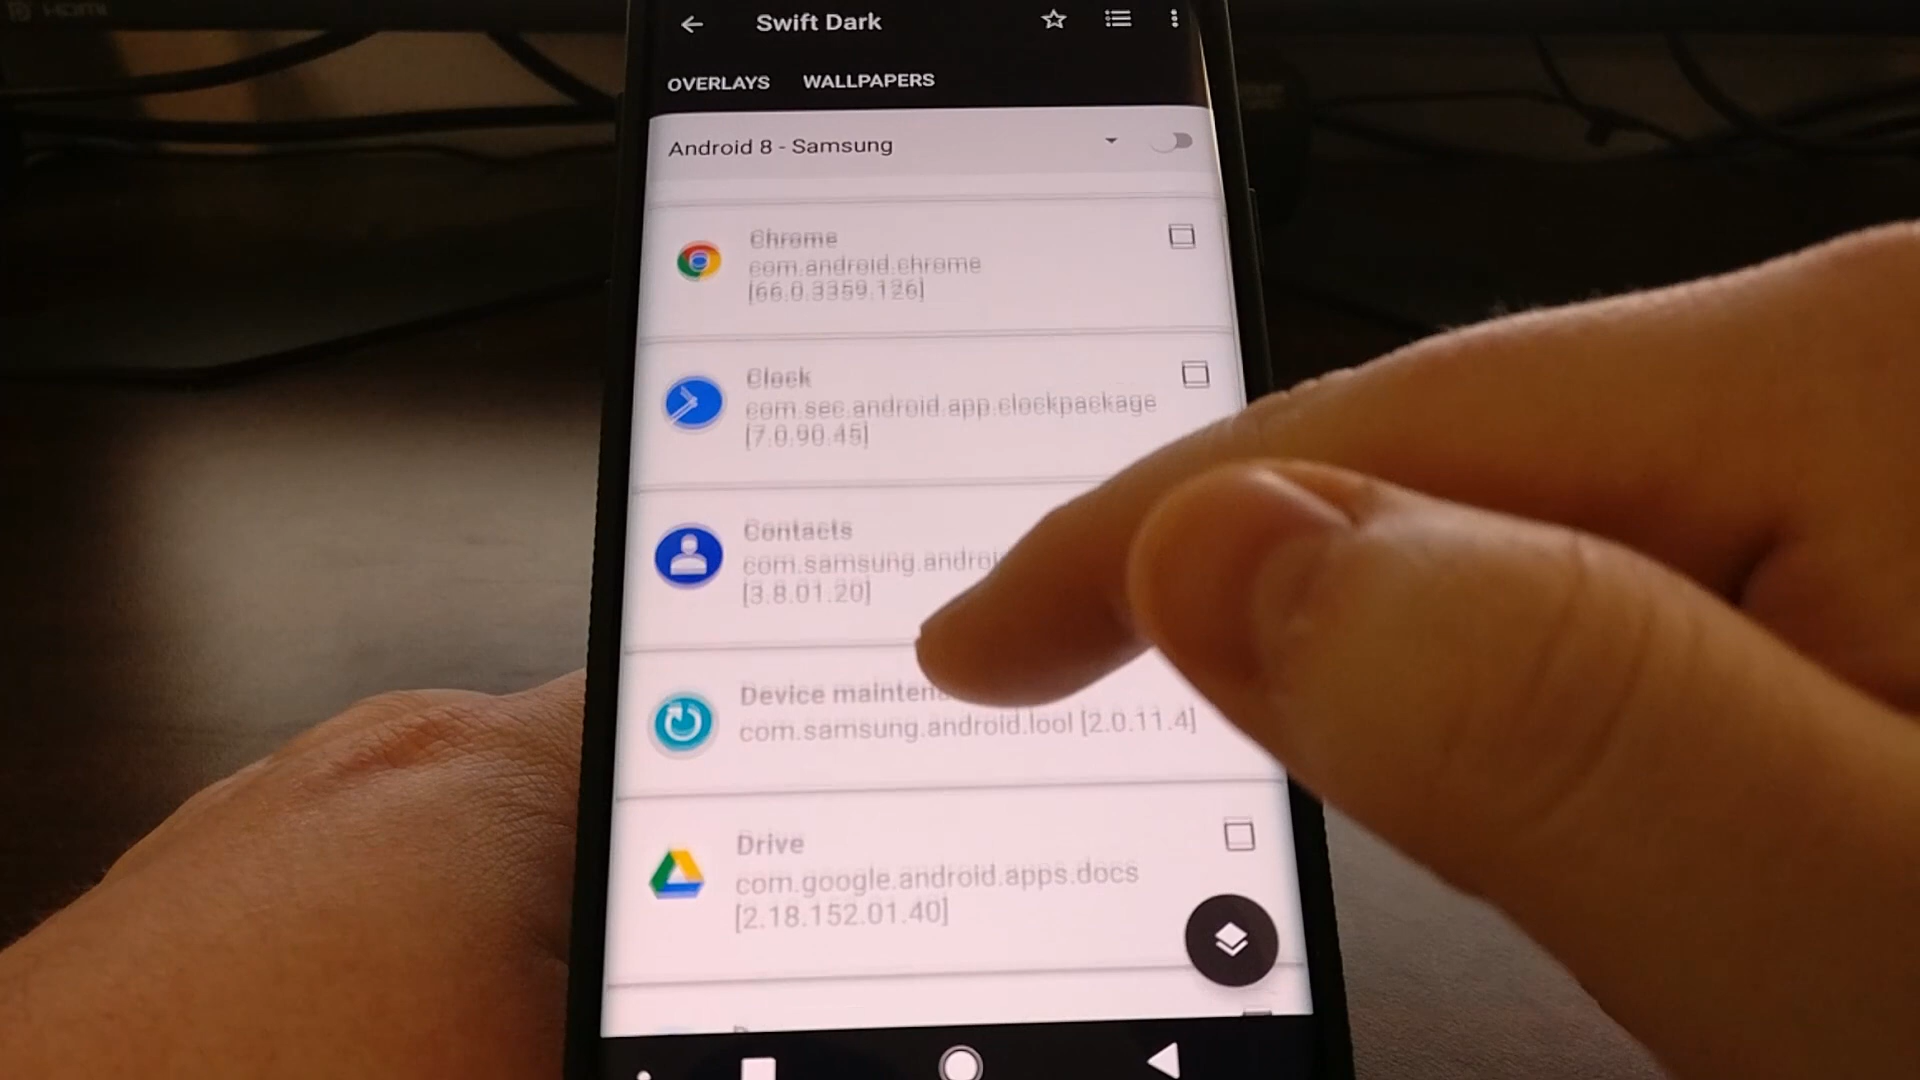 HDMI
Swift Dark
OVERLAYS WALLPAPERS
Android 8 - Samsung
Chrome
com.android.chrome
[66.0.3359.126]
Clock
com.sec.android.app.clockpackage
[7.0.90.45]
Contacts
com.samsung.android
[3.8.01.20]
Device
com.samsung.android.lool [2.0.11.4]
Drive
com.google.android.apps.docs
[2.18.152.01.40]